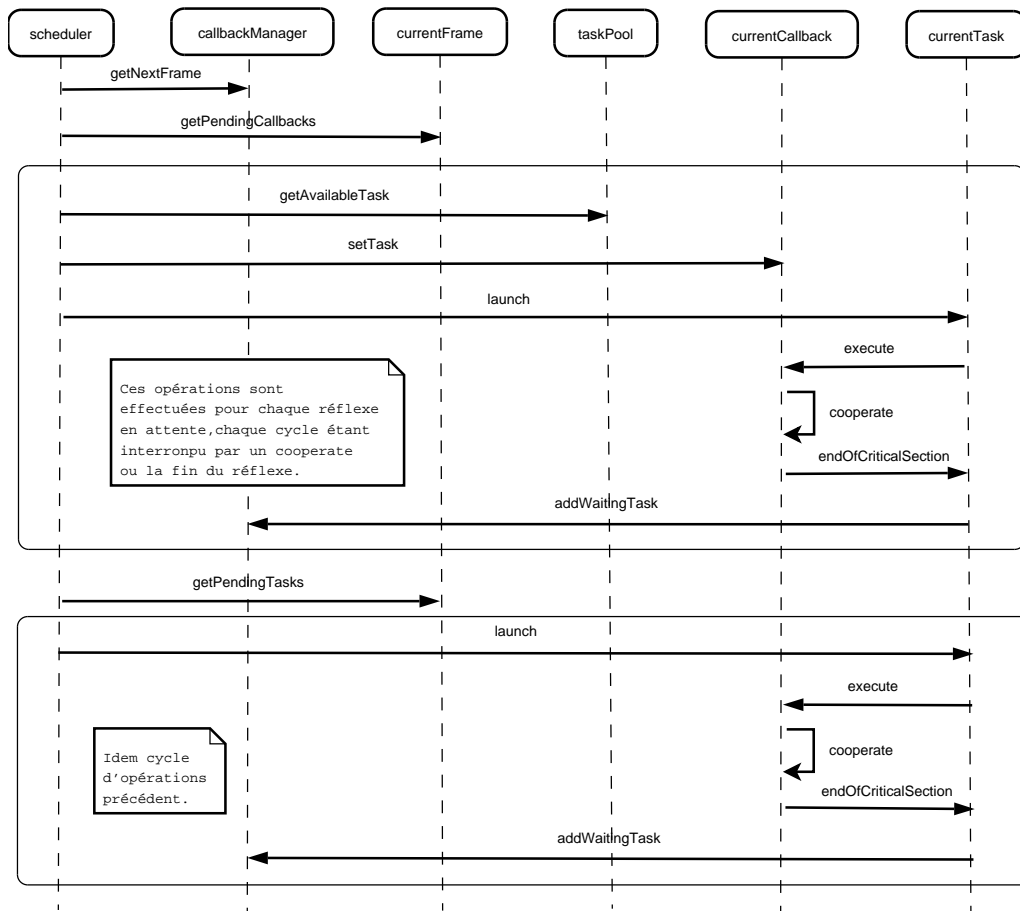 scheduler
callbackManager
currentFrame
taskPool
currentCallback
currentTask
getNextFrame
getPendingCallbacks
getAvailableTask
setTask
launch
execute
Ces opérations sont
effectuées pour chaque réflexe
en attente,chaque cycle étant
interronpu par un cooperate
ou la fin du réflexe.
cooperate
endOfCriticalSection
addWaitingTask
getPendingTasks
launch
execute
Idem cycle
d'opérations
précédent.
cooperate
endOfCriticalSection
addWaitingTask